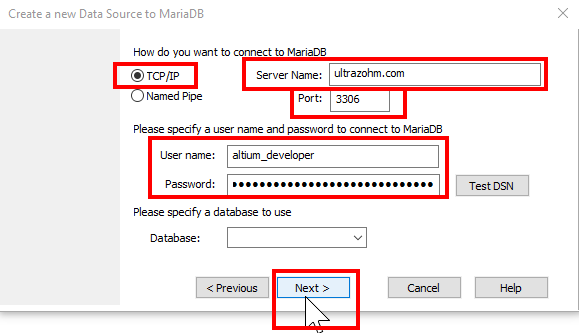 Create a new Data Source to MariaDB
How do you want to connect to MariaDB
TCP/IP
Server Name: ultrazohm.com
Named Pipe
Port: 3306
Please specify a user name and password to connect to MariaDB
User name: altium_developer
Password: ••••••••••••••••••••••••••••••
Test DSN
Please specify a database to use
Database:
< Previous Next > Cancel Help